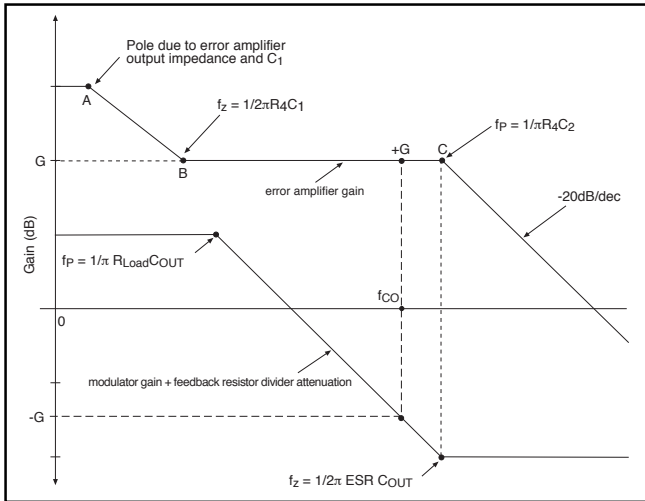 Pole due to error amplifier
output impedance and C1
A
fz = 1/2πR4C1
fP = 1/πR4C2
+G
C
G
B
error amplifier gain
-20dB/dec
Gain (dB)
fP = 1/π RLoadCOUT
fCO
0
modulator gain + feedback resistor divider attenuation
-G
fz = 1/2π ESR COUT